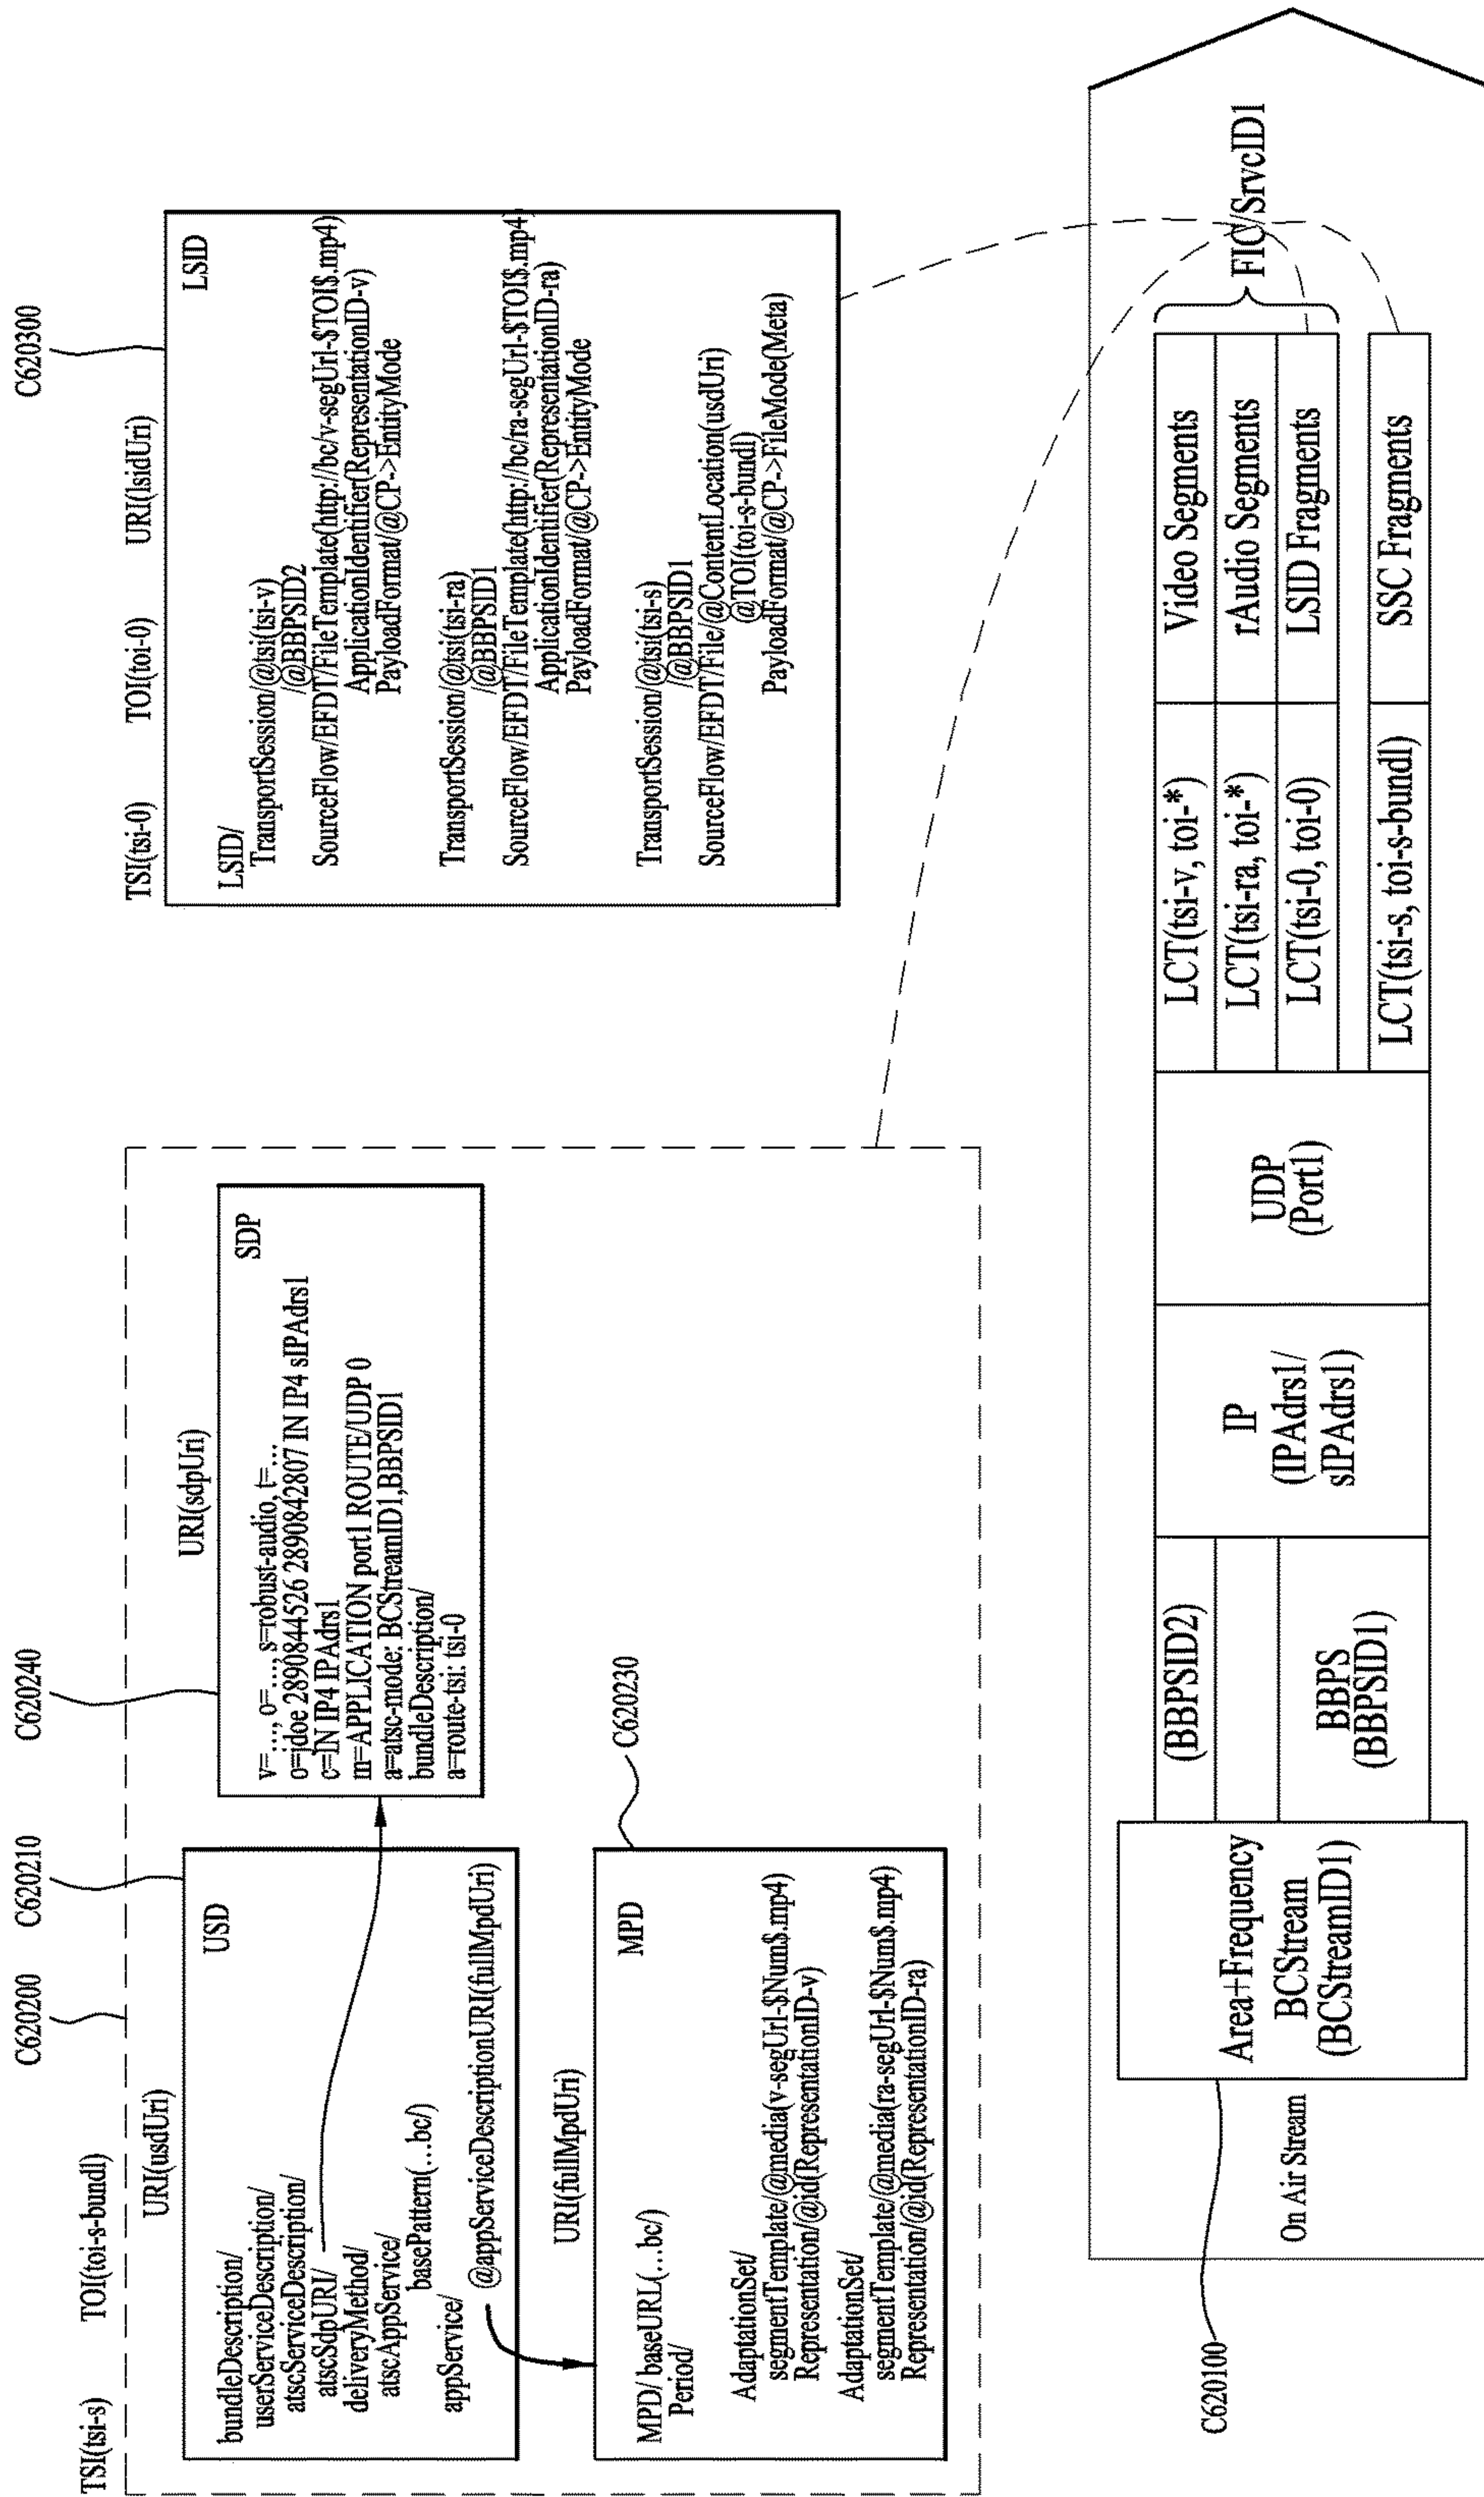 C620200
C620210
C620240
C620300
TSI(tsi-s)
TOI(toi-s-bundl)
URI(usdUri)
USD
bundleDescription/
userServiceDescription/
atscServiceDescription/
atscSdpURI/
deliveryMethod/
atscAppService/
basePattern(...bc/)
appService/
@appServiceDescriptionURI(fullMpdUri)
URI(sdpUri)
SDP
v=..., o=..., s=robust-audio, t=...
o=jdoe 2890844526 2890842807 IN IP4 sIPAdrs1
c=IN IP4 IPAdrs1
m=APPLICATION port1 ROUTE/UDP 0
a=atsc-mode: BCStreamID1,BBPSID1
bundleDescription/
a=route-tsi: tsi-0
URI(fullMpdUri)
C620230
MPD
MPD/ baseURL(...bc/)
Period/
AdaptationSet/
segmentTemplate/@media(v-segUrl-$Num$.mp4)
Representation/@id(RepresentationID-v)
AdaptationSet/
segmentTemplate/@media(ra-segUrl-$Num$.mp4)
Representation/@id(RepresentationID-ra)
TSI(tsi-0)
TOI(toi-0)
URI(lsidUri)
LSID
LSID/
TransportSession/@tsi(tsi-v)
/@BBPSID2
SourceFlow/EFDT/FileTemplate(http://bc/v-segUrl-$TOI$.mp4)
ApplicationIdentifier(RepresentationID-v)
PayloadFormat/@CP->EntityMode
TransportSession/@tsi(tsi-ra)
/@BBPSID1
SourceFlow/EFDT/FileTemplate(http://bc/ra-segUrl-$TOI$.mp4)
ApplicationIdentifier(RepresentationID-ra)
PayloadFormat/@CP->EntityMode
TransportSession/@tsi(tsi-s)
/@BBPSID1
SourceFlow/EFDT/File/@ContentLocation(usdUri)
@TOI(toi-s-bundl)
PayloadFormat/@CP->FileMode(Meta)
C620100
On Air Stream
Area+Frequency
BCStream
(BCStreamID1)
(BBPSID2)
BBPS
(BBPSID1)
IP
(IPAdrs1/
sIPAdrs1)
UDP
(Port1)
LCT(tsi-v, toi-*)
Video Segments
LCT(tsi-ra, toi-*)
rAudio Segments
LCT(tsi-0, toi-0)
LSID Fragments
LCT(tsi-s, toi-s-bundl)
SSC Fragments
FIC/SrvcID1